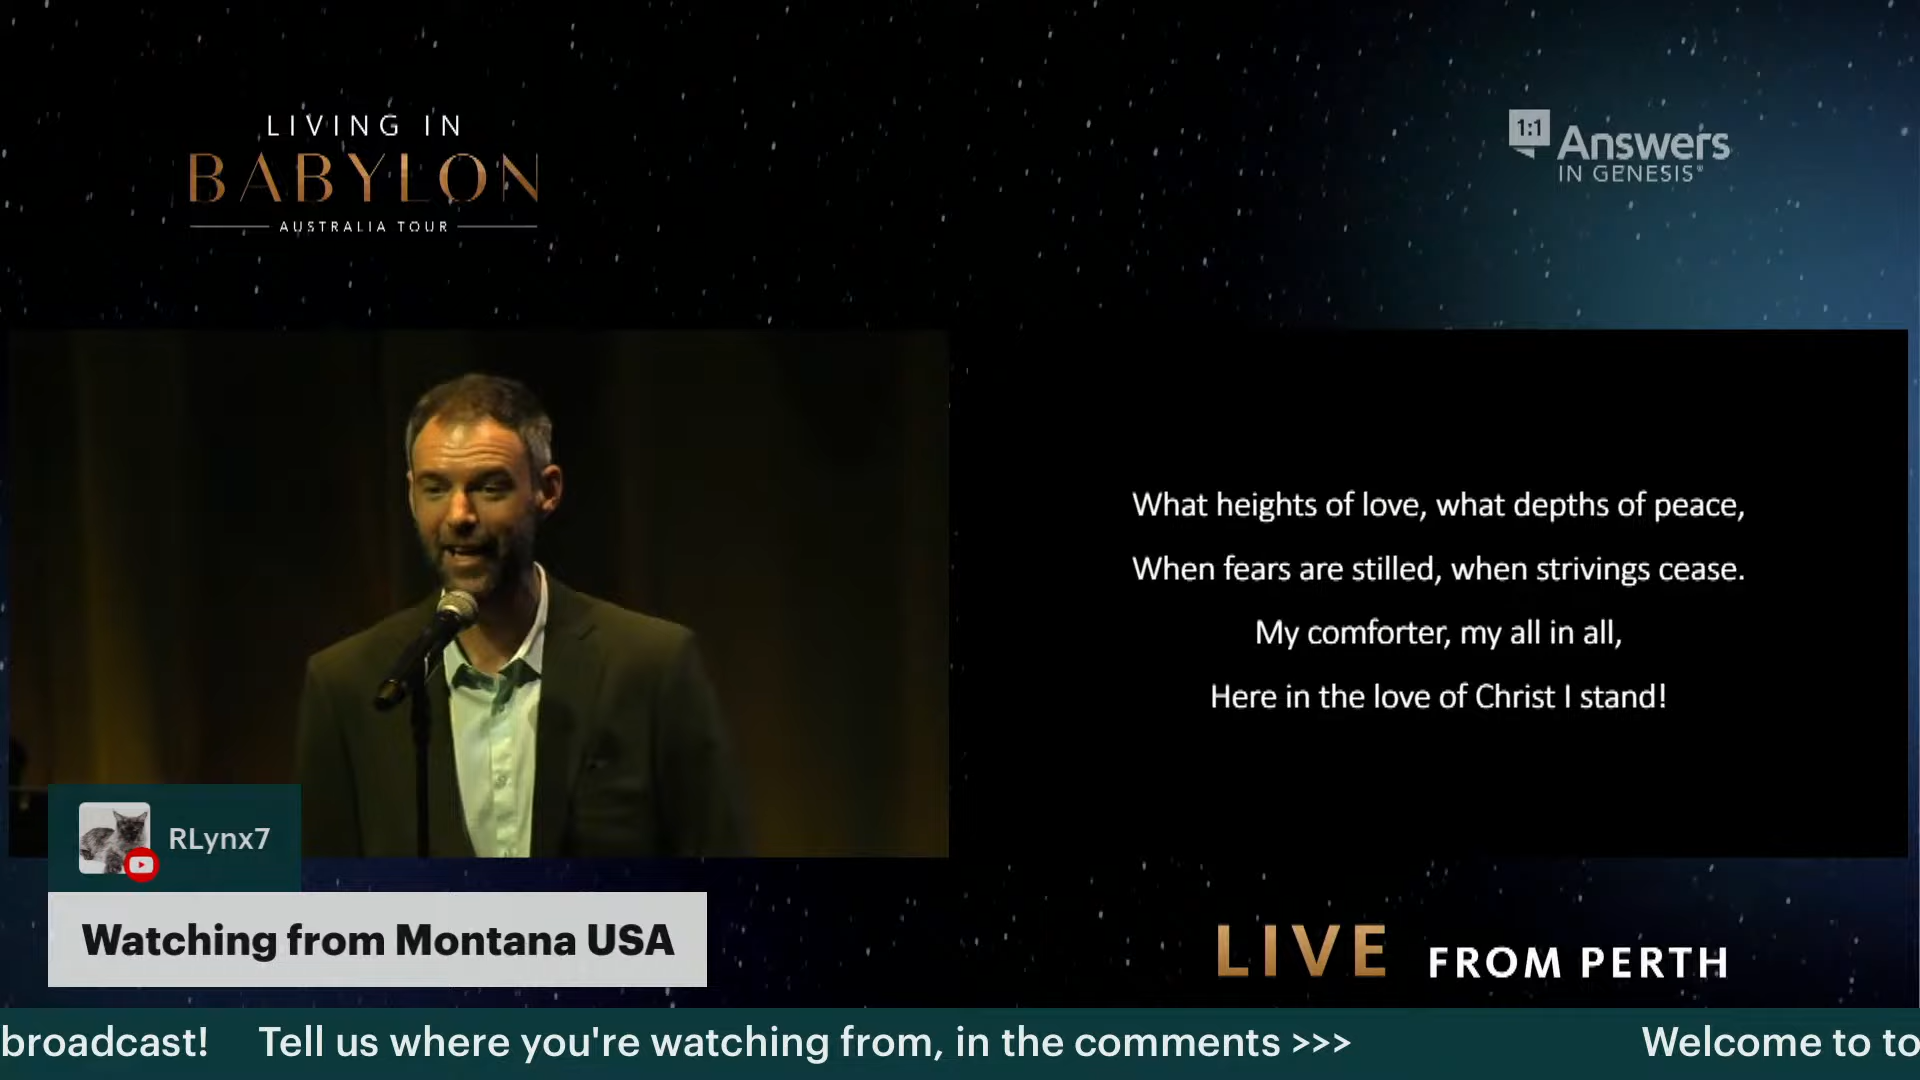 LIVING IN
BABYLON
AUSTRALIA TOUR
1:1
Answers
IN GENESIS®
What heights of love, what depths of peace,
When fears are stilled, when strivings cease.
My comforter, my all in all,
Here in the love of Christ I stand!
RLynx7
Watching from Montana USA
LIVE FROM PERTH
broadcast! Tell us where you're watching from, in the comments >>> Welcome to to